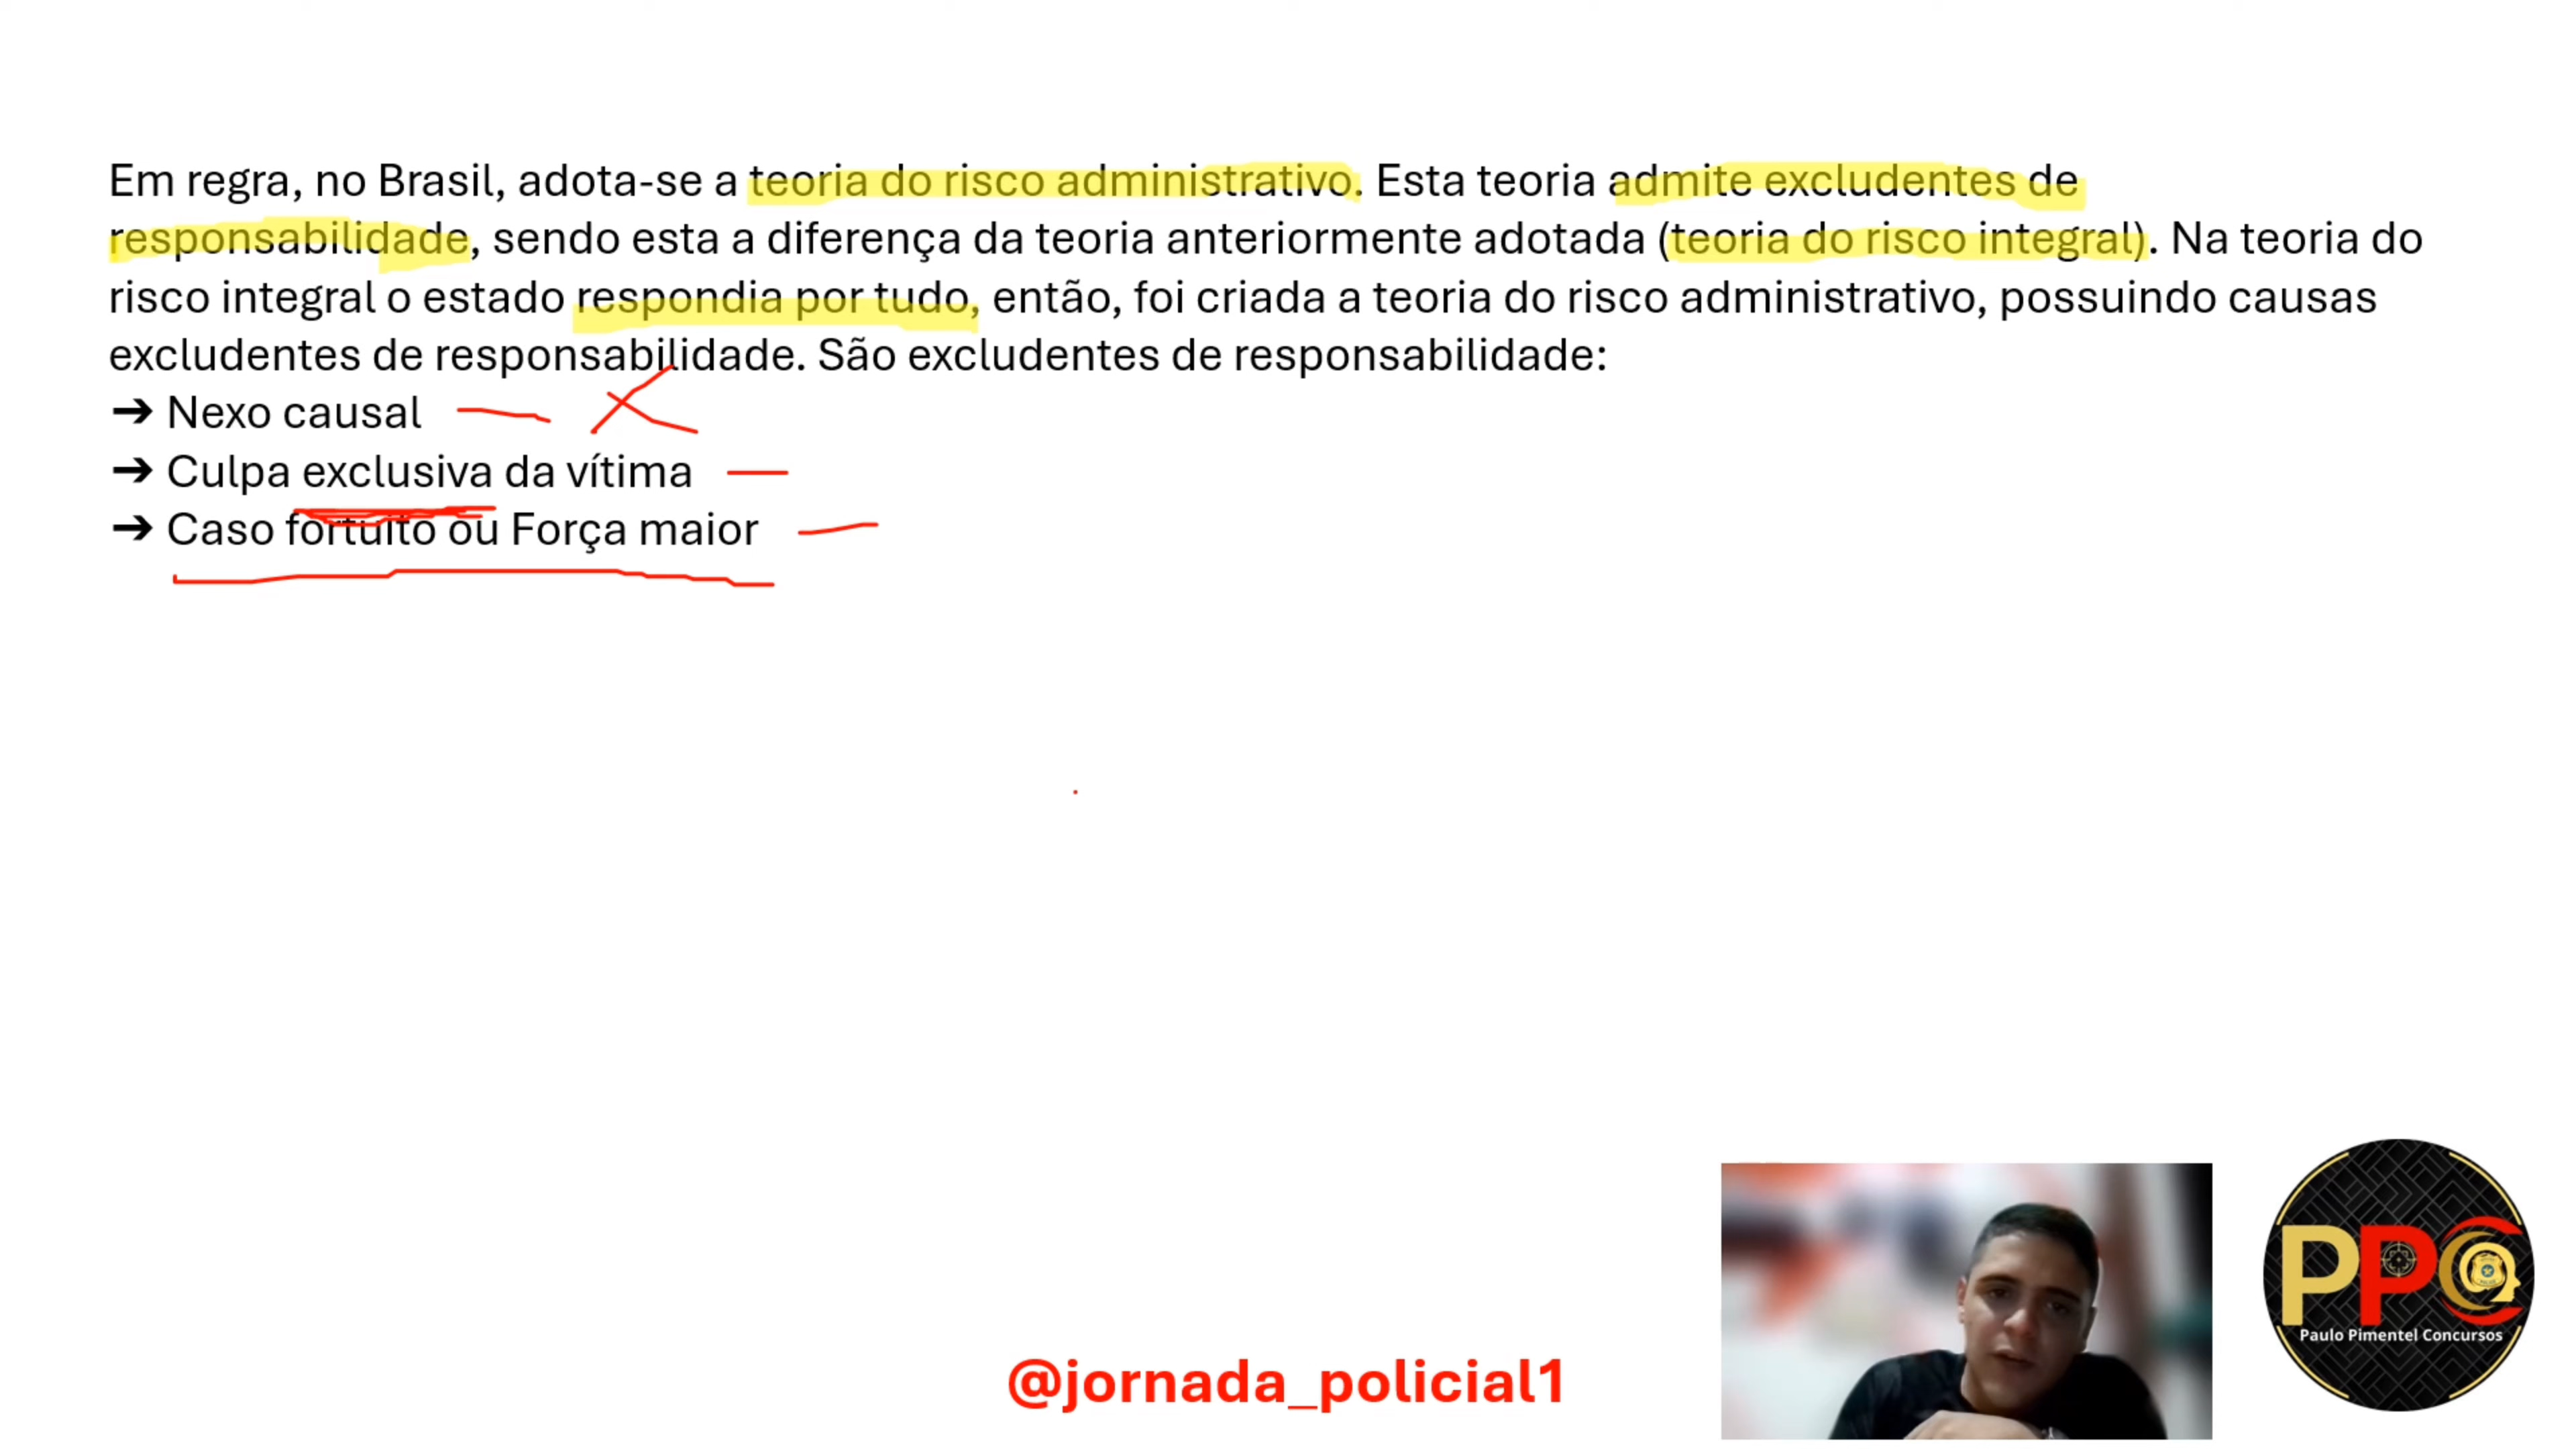 Em regra, no Brasil, adota-se a teoria do risco administrativo. Esta teoria admite excludentes de
responsabilidade, sendo esta a diferença da teoria anteriormente adotada (teoria do risco integral). Na teoria do
risco integral o estado respondia por tudo, então, foi criada a teoria do risco administrativo, possuindo causas
excludentes de responsabilidade. São excludentes de responsabilidade:
➔ Nexo causal
➔ Culpa exclusiva da vítima
➔ Caso fortuito ou Força maior
@jornada_policial1
PPC
Paulo Pimentel Concursos